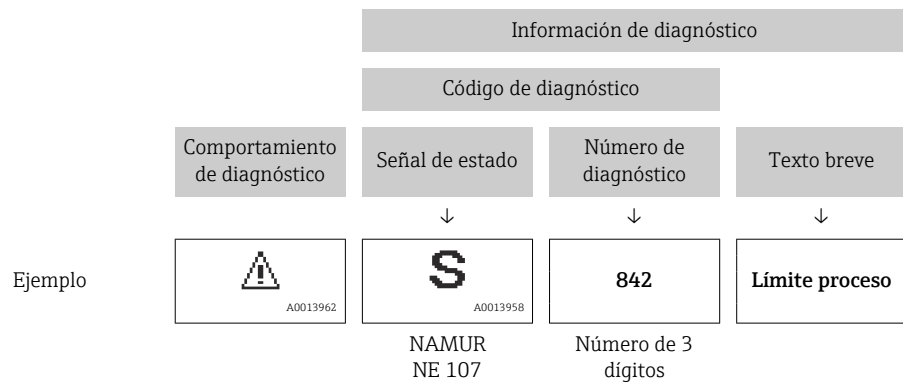 Información de diagnóstico
Código de diagnóstico
Comportamiento
de diagnóstico
Señal de estado
Número de
diagnóstico
Texto breve
↓ ↓ ↓
Ejemplo
A0013962
S
A0013958
842
Límite proceso
NAMUR
NE 107
Número de 3
dígitos